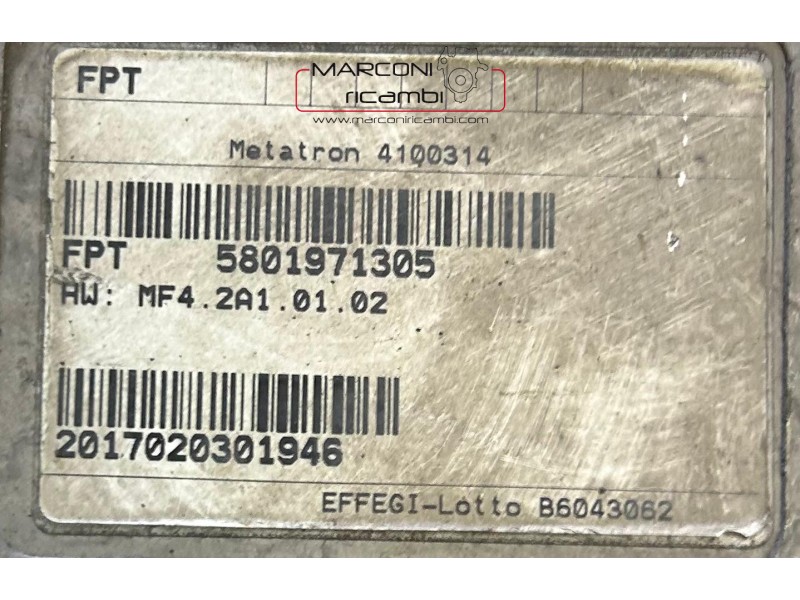 FPT
MARCONI
ricambi
www.marconiricambi.com
Metatron 4100314
FPT 5801971305
HW: MF4.2A1.01.02
2017020301946
EFFEGI-Lotto B6043062